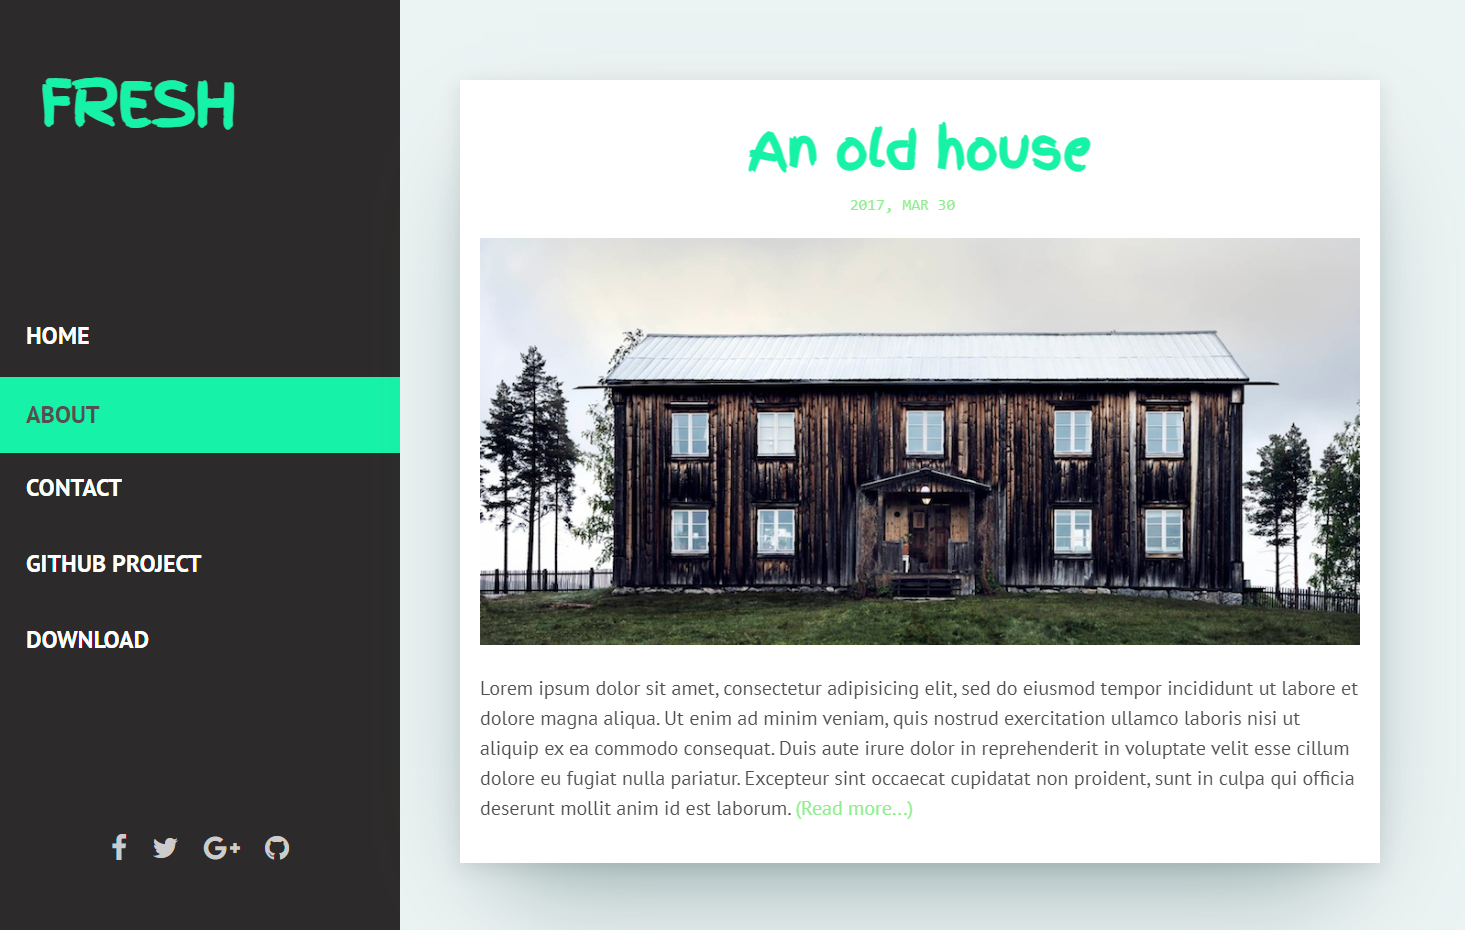 FRESH
HOME
ABOUT
CONTACT
GITHUB PROJECT
DOWNLOAD
An old house
2017, MAR 30
Lorem ipsum dolor sit amet, consectetur adipisicing elit, sed do eiusmod tempor incididunt ut labore et
dolore magna aliqua. Ut enim ad minim veniam, quis nostrud exercitation ullamco laboris nisi ut
aliquip ex ea commodo consequat. Duis aute irure dolor in reprehenderit in voluptate velit esse cillum
dolore eu fugiat nulla pariatur. Excepteur sint occaecat cupidatat non proident, sunt in culpa qui officia
deserunt mollit anim id est laborum. (Read more...)